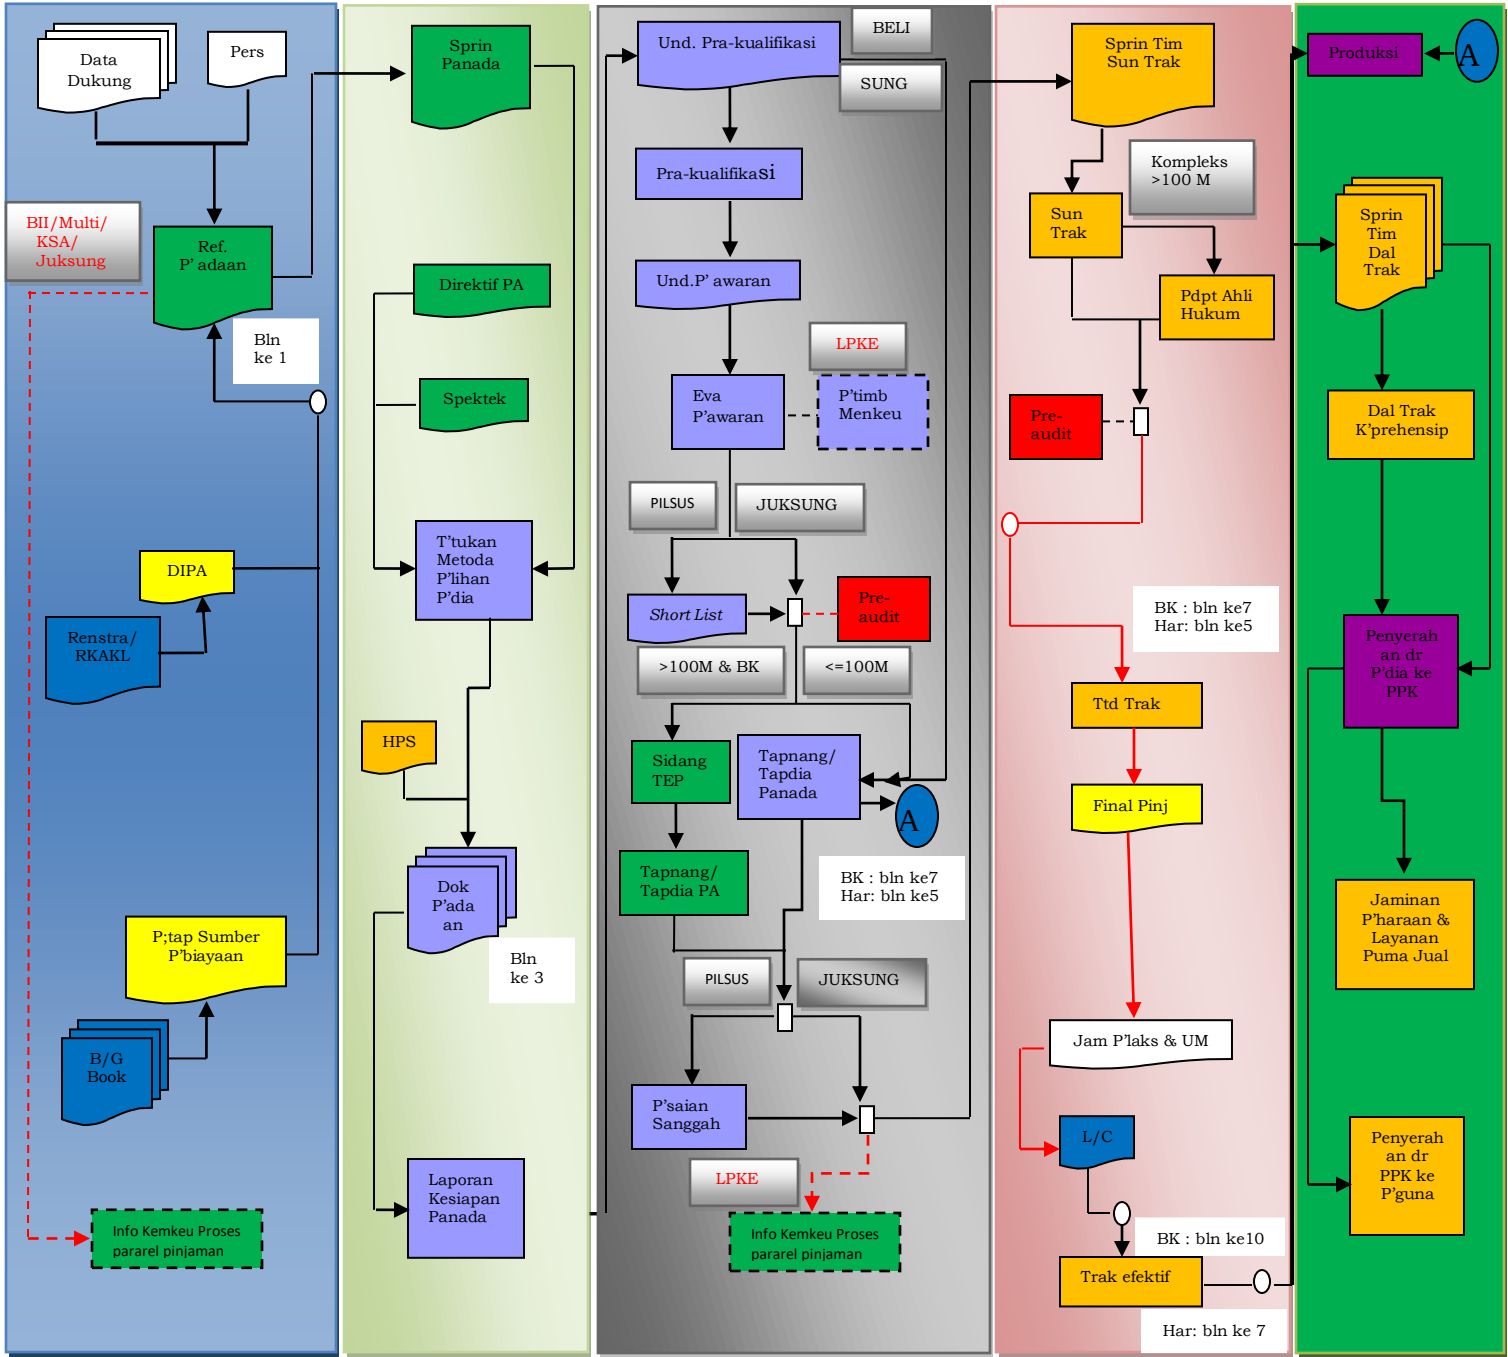 Data
Dukung
Pers
BII/Multi/
KSA/
Juksung
Ref.
P' adaan
Bln
ke 1
DIPA
Renstra/
RKAKL
P;tap Sumber
P'biayaan
B/G
Book
Info Kemkeu Proses
pararel pinjaman
Sprin
Panada
Direktif PA
Spektek
T'tukan
Metoda
P'lihan
P'dia
HPS
Dok
P'ada
an
Bln
ke 3
Laporan
Kesiapan
Panada
Und. Pra-kualifikasi
BELI
SUNG
Pra-kualifikasi
Und.P' awaran
LPKE
Eva
P'awaran
P'timb
Menkeu
PILSUS
JUKSUNG
Short List
Pre-
audit
>100M & BK
<=100M
Sidang
TEP
Tapnang/
Tapdia
Panada
A
Tapnang/
Tapdia PA
BK : bln ke7
Har: bln ke5
PILSUS
JUKSUNG
P'saian
Sanggah
LPKE
Info Kemkeu Proses
pararel pinjaman
Sprin Tim
Sun Trak
Kompleks
>100 M
Sun
Trak
Pdpt Ahli
Hukum
Pre-
audit
BK : bln ke7
Har: bln ke5
Ttd Trak
Final Pinj
Jam P'laks & UM
L/C
BK : bln ke10
Trak efektif
Har: bln ke 7
Produksi
A
Sprin
Tim
Dal
Trak
Dal Trak
K'prehensip
Penyerah
an dr
P'dia ke
PPK
Jaminan
P'haraan &
Layanan
Puma Jual
Penyerah
an dr
PPK ke
P'guna